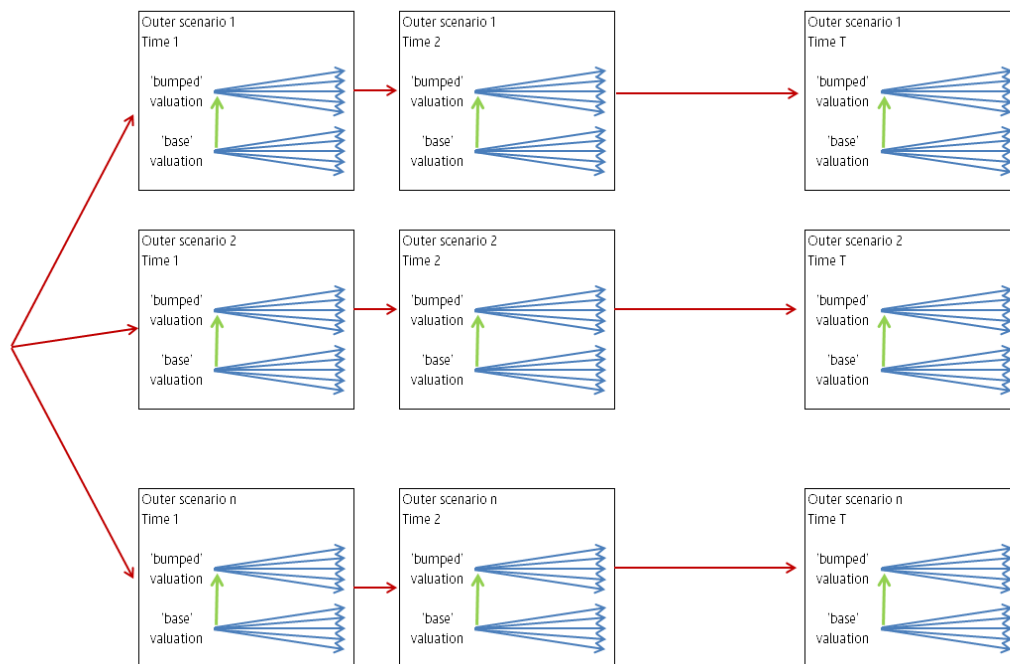 Outer scenario 1
Time 1
'bumped'
valuation
'base'
valuation
Outer scenario 1
Time 2
'bumped'
valuation
'base'
valuation
Outer scenario 1
Time T
'bumped'
valuation
'base'
valuation
Outer scenario 2
Time 1
'bumped'
valuation
'base'
valuation
Outer scenario 2
Time 2
'bumped'
valuation
'base'
valuation
Outer scenario 2
Time T
'bumped'
valuation
'base'
valuation
Outer scenario n
Time 1
'bumped'
valuation
'base'
valuation
Outer scenario n
Time 2
'bumped'
valuation
'base'
valuation
Outer scenario n
Time T
'bumped'
valuation
'base'
valuation